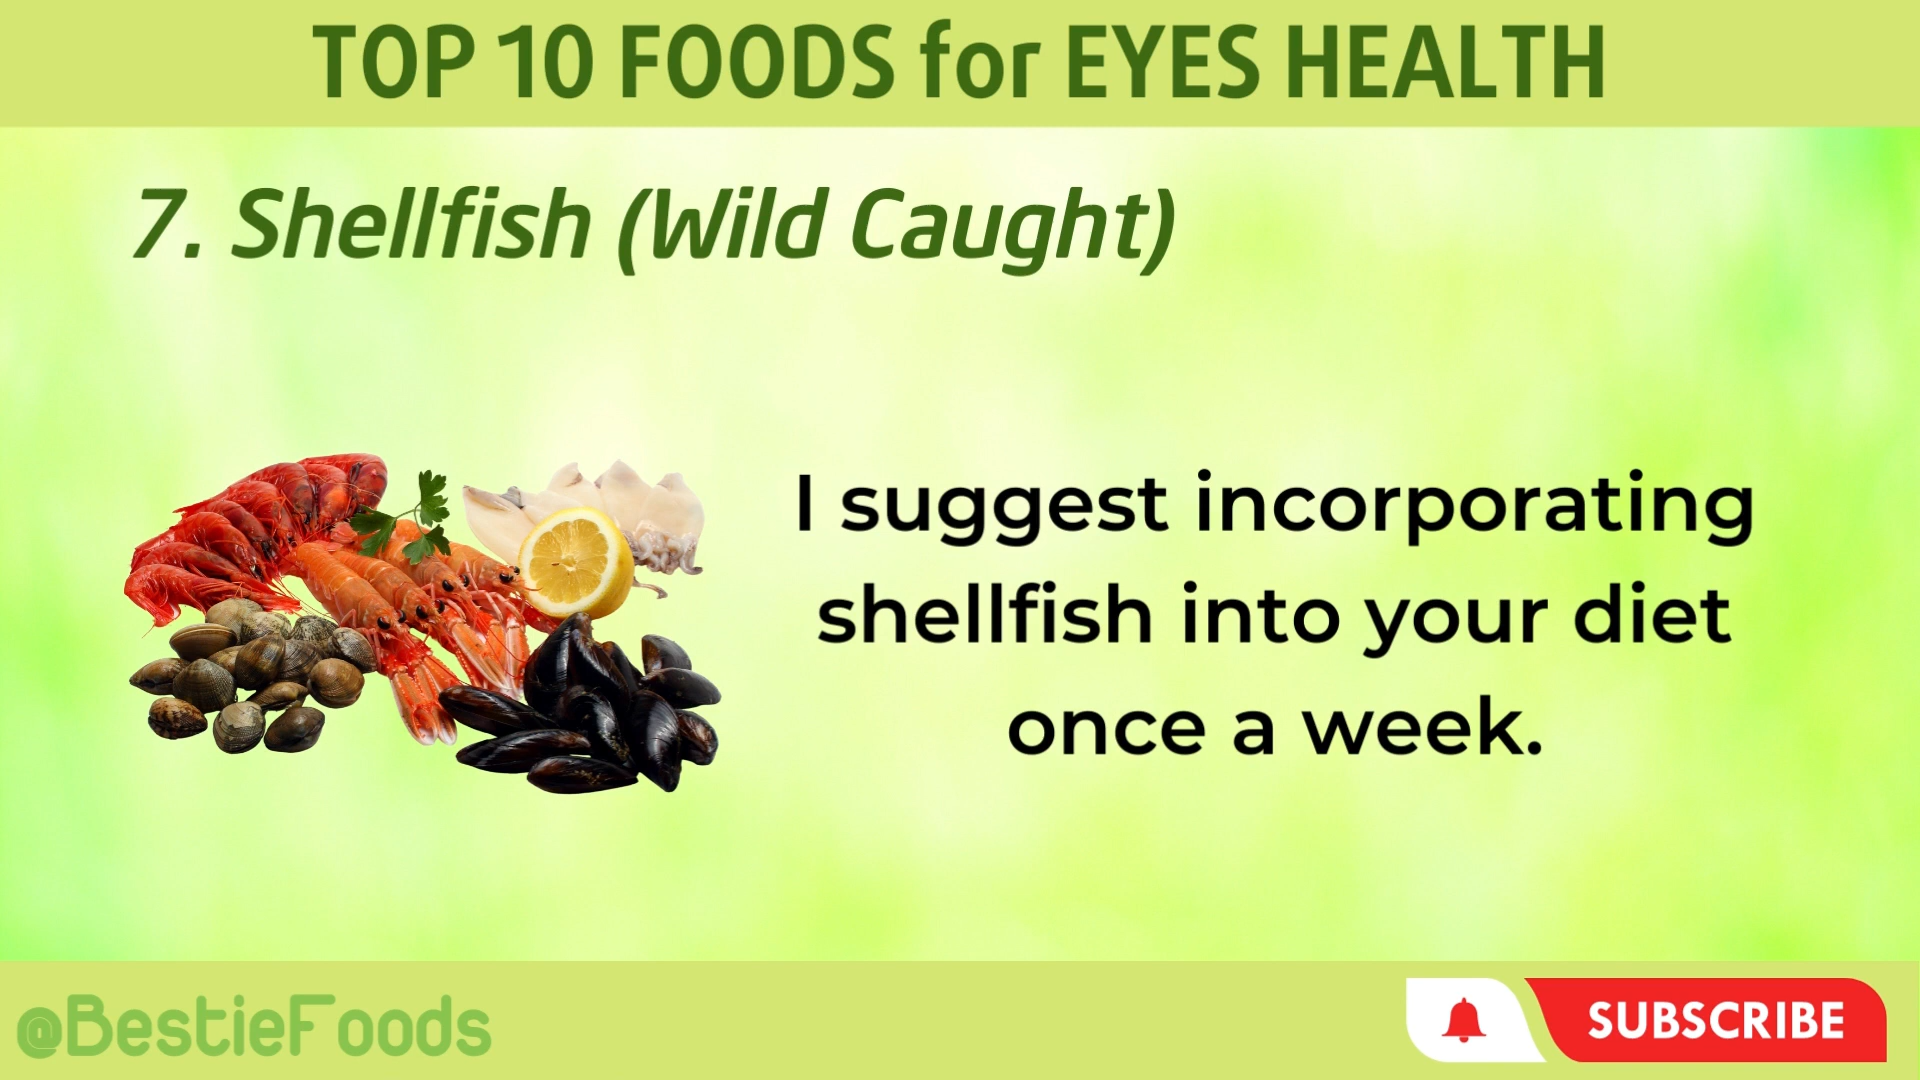 TOP 10 FOODS for EYES HEALTH
7. Shellfish (Wild Caught)
I suggest incorporating
shellfish into your diet
once a week.
@BestieFoods
SUBSCRIBE